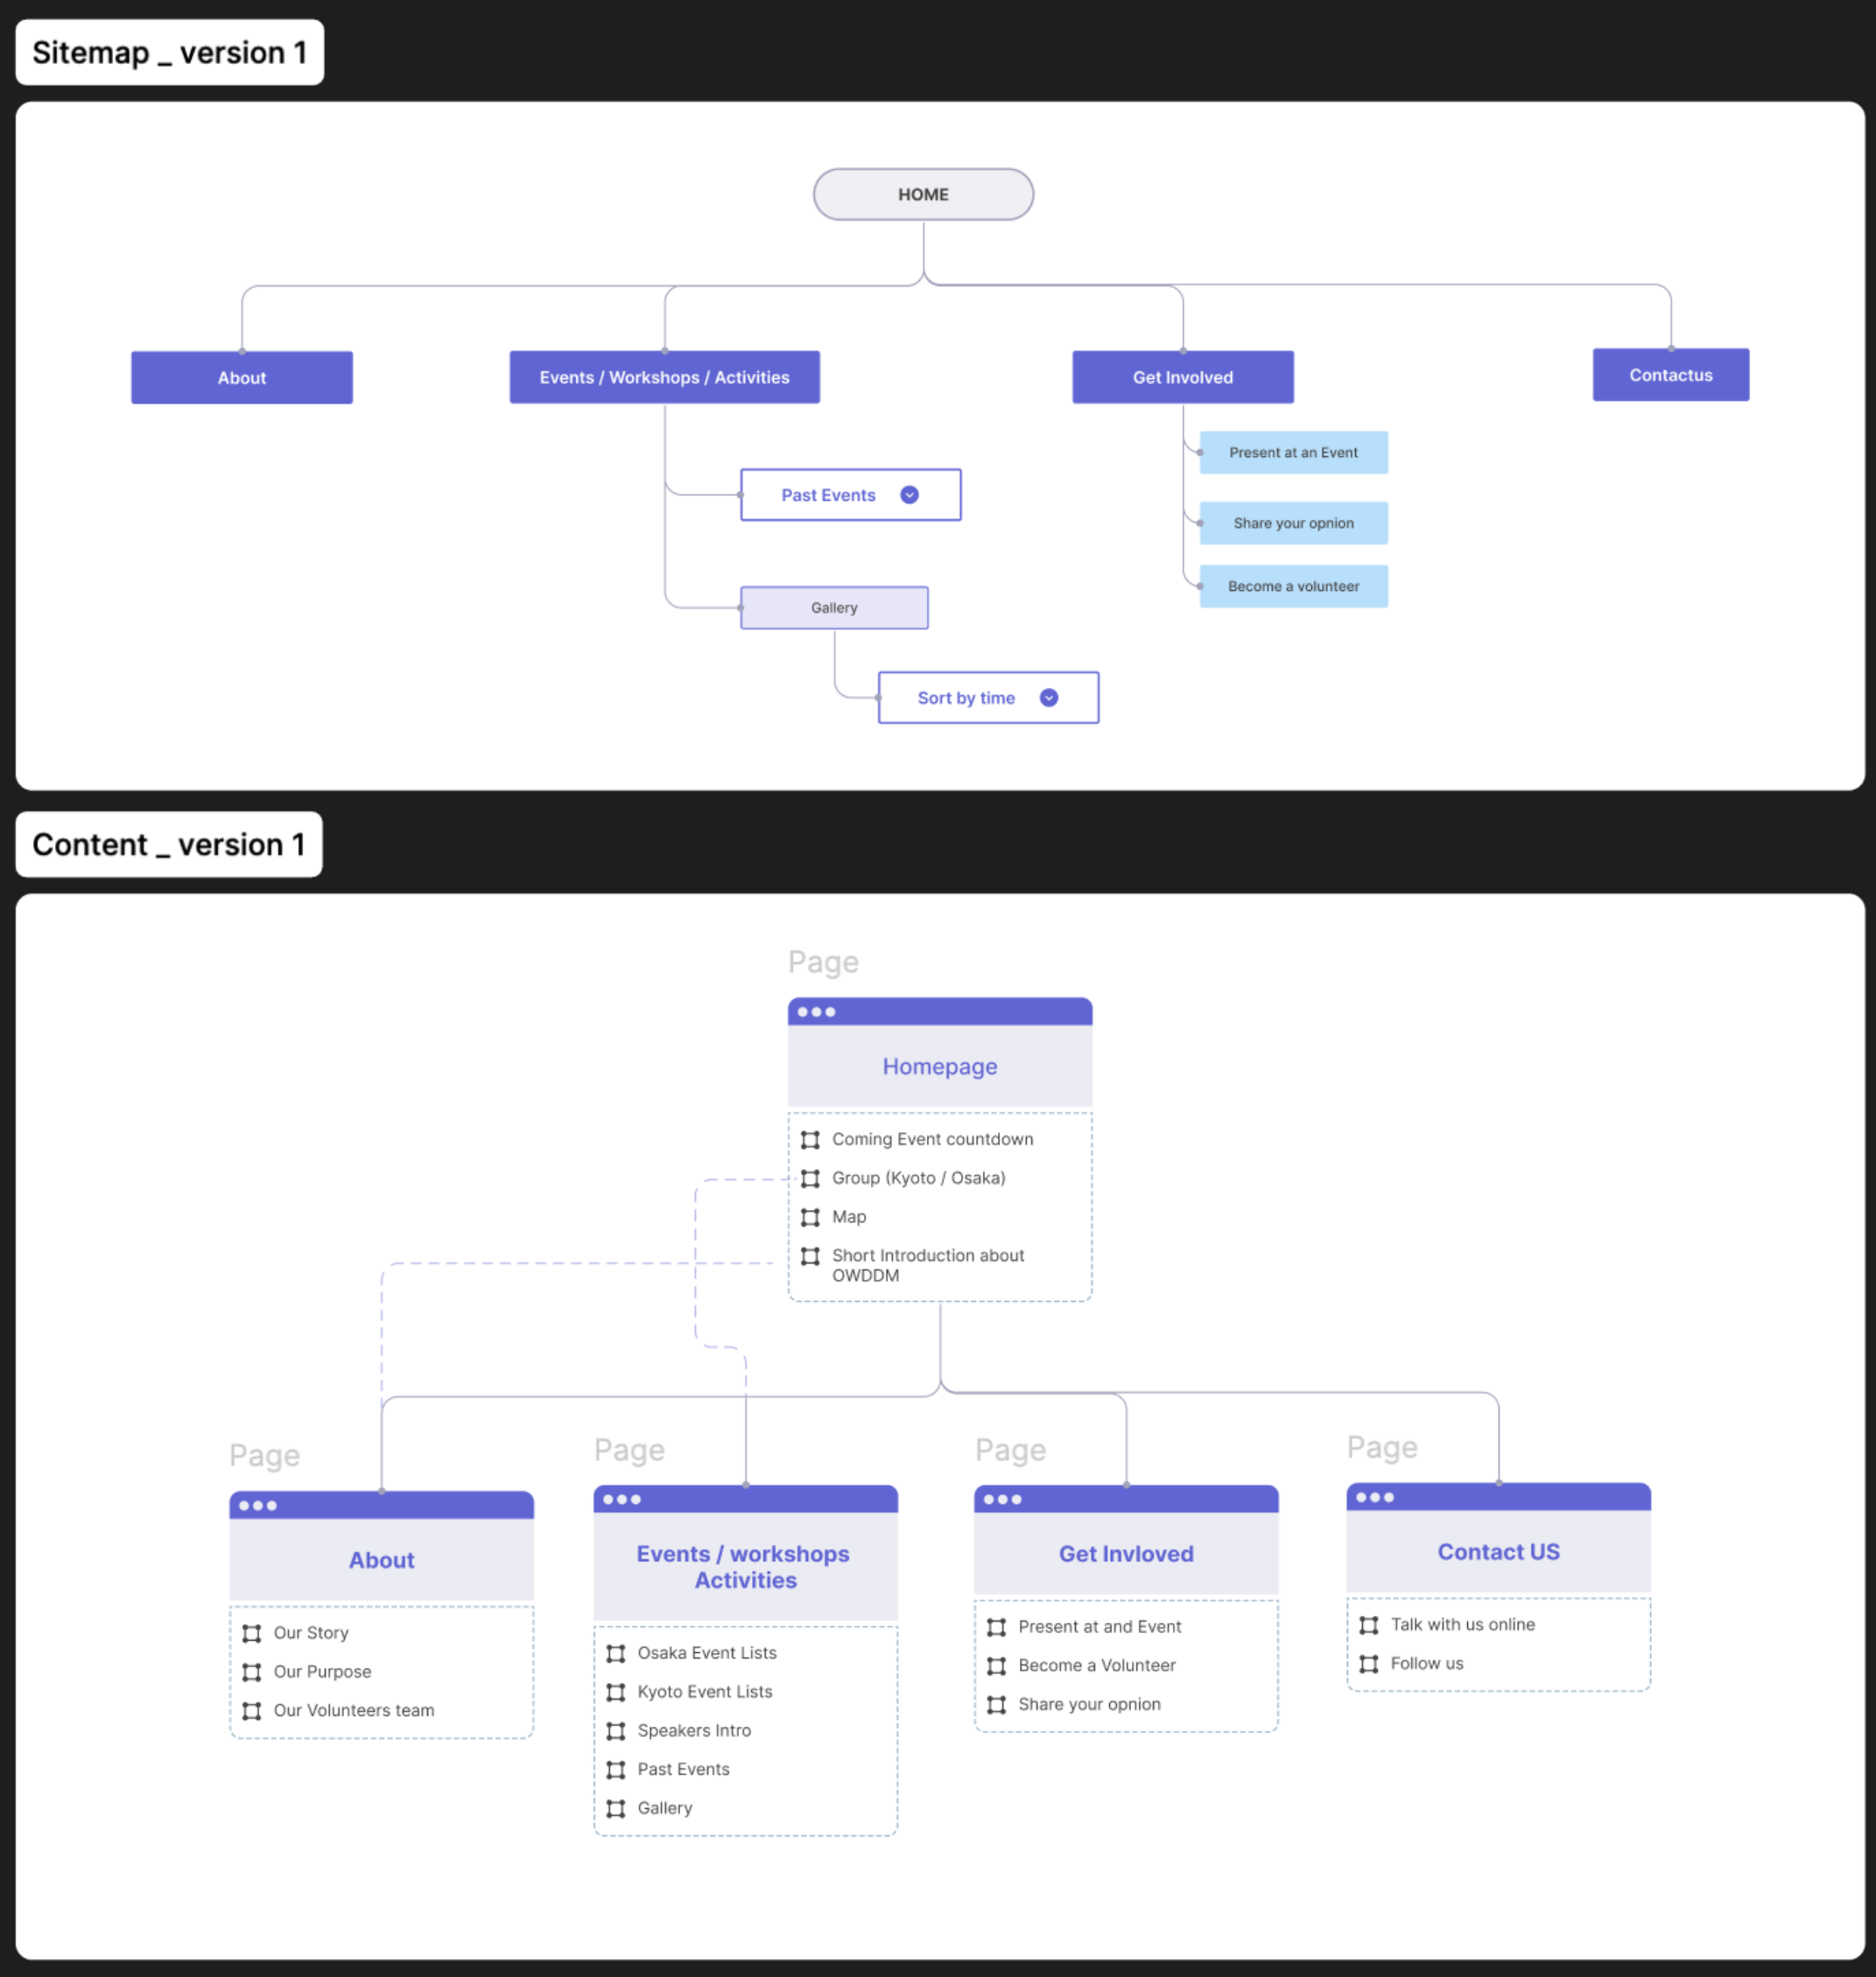 Sitemap _ version 1
HOME
About
Events / Workshops / Activities
Get Involved
Contactus
Past Events
Gallery
Sort by time
Present at an Event
Share your opnion
Become a volunteer
Content _ version 1
Page
Homepage
Coming Event countdown
Group (Kyoto / Osaka)
Map
Short Introduction about
OWDDM
Page
About
Our Story
Our Purpose
Our Volunteers team
Page
Events / workshops
Activities
Osaka Event Lists
Kyoto Event Lists
Speakers Intro
Past Events
Gallery
Page
Get Invloved
Present at and Event
Become a Volunteer
Share your opnion
Page
Contact US
Talk with us online
Follow us